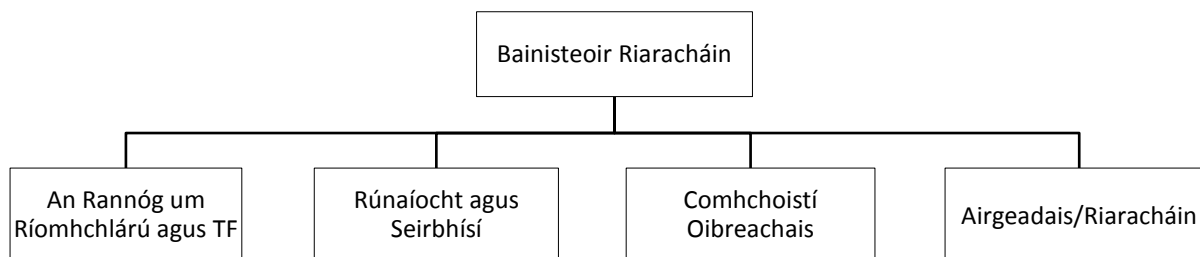 Bainisteoir Riaracháin
An Rannóg um
Ríomhchlárú agus TF
Rúnaíocht agus
Seirbhísí
Comhchoistí
Oibreachais
Airgeadais/Riaracháin